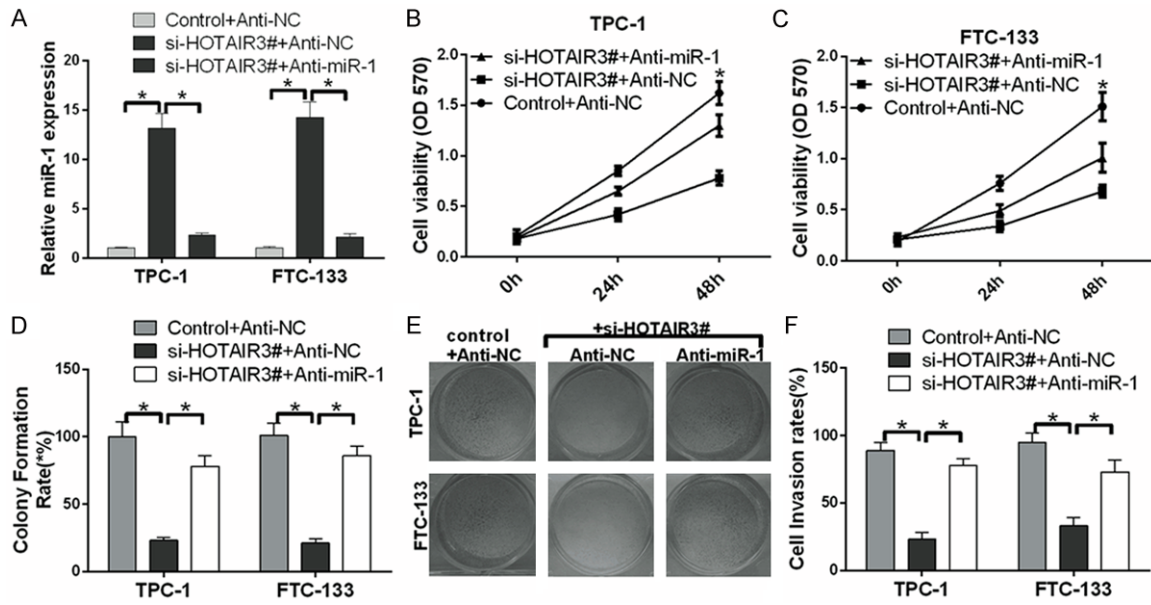 A
Control+Anti-NC
si-HOTAIR3#+Anti-NC
si-HOTAIR3#+Anti-miR-1
Relative miR-1 expression
20
15
10
5
0
* * * *
TPC-1 FTC-133
B
TPC-1
si-HOTAIR3#+Anti-miR-1
si-HOTAIR3#+Anti-NC
Control+Anti-NC
*
Cell viability (OD 570)
2.0
1.5
1.0
0.5
0.0
0h 24h 48h
C
FTC-133
si-HOTAIR3#+Anti-miR-1
si-HOTAIR3#+Anti-NC
Control+Anti-NC
*
Cell viability (OD 570)
2.0
1.5
1.0
0.5
0.0
0h 24h 48h
D
Control+Anti-NC
si-HOTAIR3#+Anti-NC
si-HOTAIR3#+Anti-miR-1
Colony Formation
Rate(*%)
150
100
50
0
* * * *
TPC-1 FTC-133
E
control
+Anti-NC
+si-HOTAIR3#
Anti-NC Anti-miR-1
TPC-1
FTC-133
F
Control+Anti-NC
si-HOTAIR3#+Anti-NC
si-HOTAIR3#+Anti-miR-1
Cell Invasion rates(%)
150
100
50
0
* * * *
TPC-1 FTC-133